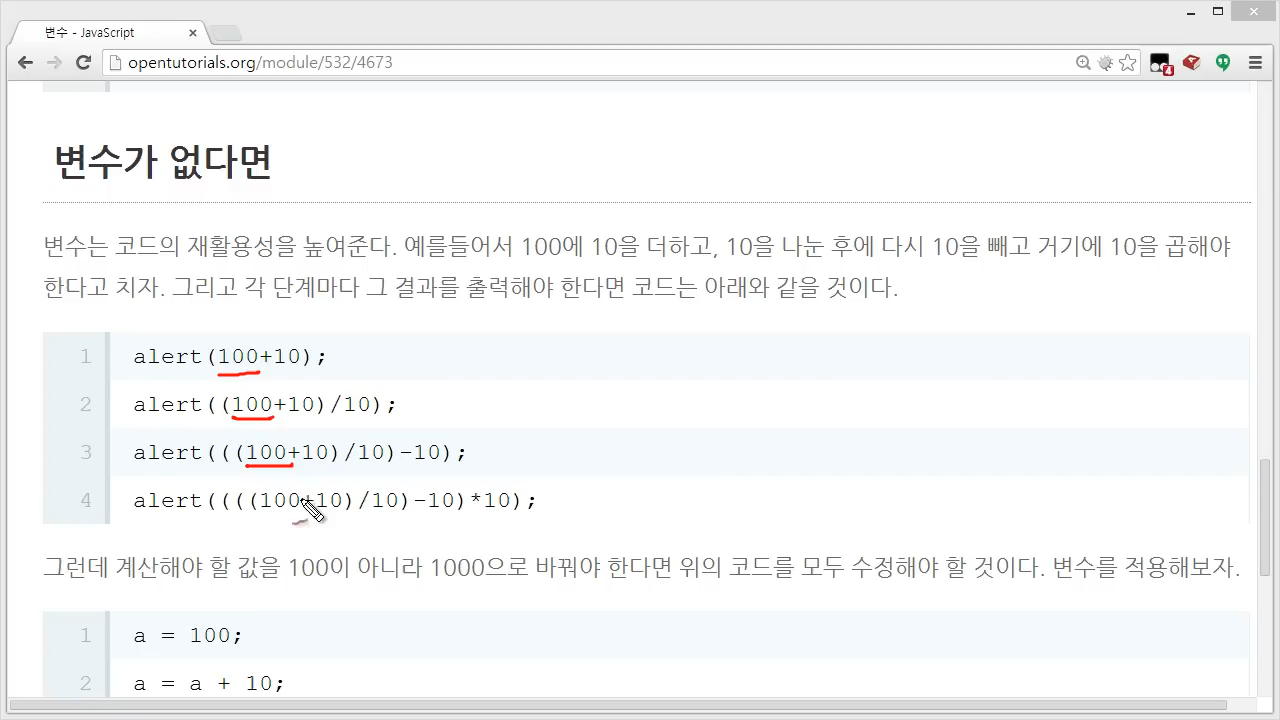 변수 - JavaScript
opentutorials.org/module/532/4673
4
변수가 없다면
변수는 코드의 재활용성을 높여준다. 예를들어서 100에 10을 더하고, 10을 나눈 후에 다시 10을 빼고 거기에 10을 곱해야
한다고 치자. 그리고 각 단계마다 그 결과를 출력해야 한다면 코드는 아래와 같을 것이다.
1 alert(100+10);
2 alert((100+10)/10);
3 alert(((100+10)/10)-10);
4 alert((((100+10)/10)-10)*10);
그런데 계산해야 할 값을 100이 아니라 1000으로 바꿔야 한다면 위의 코드를 모두 수정해야 할 것이다. 변수를 적용해보자.
1 a = 100;
2 a = a + 10;